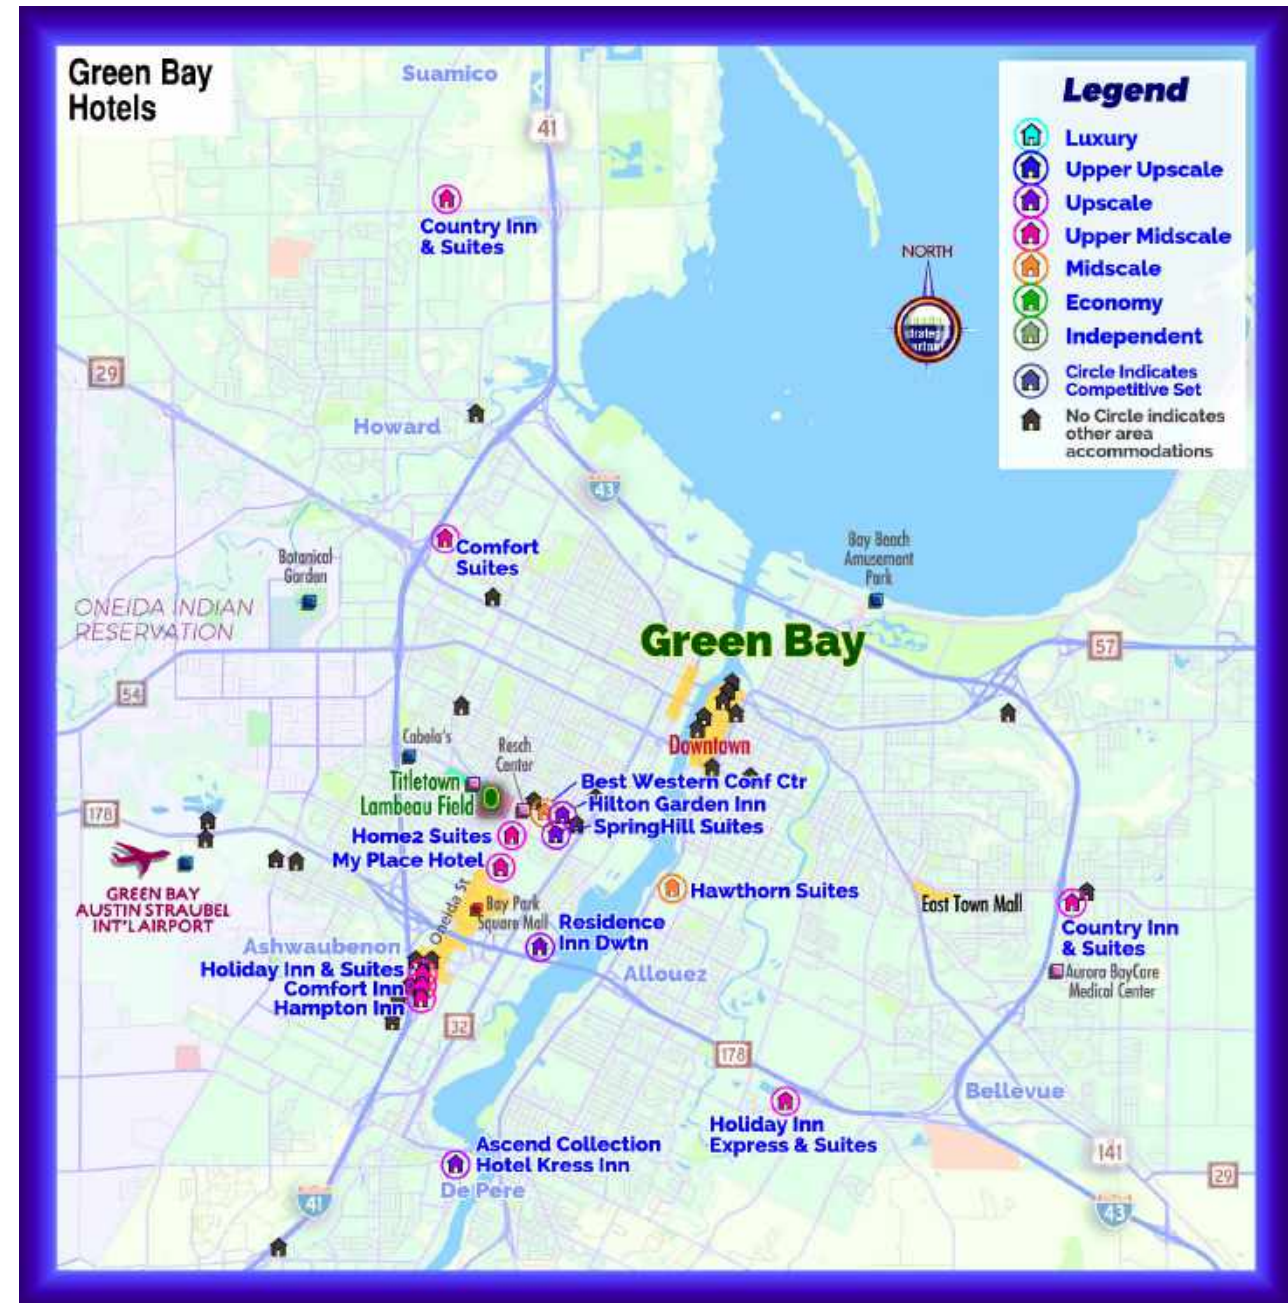 Green Bay
Hotels
Suamico
41
Legend
Luxury
Upper Upscale
Upscale
Upper Midscale
Midscale
Economy
Independent
Circle Indicates
Competitive Set
No Circle indicates
other area
accommodations
Country Inn
& Suites
NORTH
29
Howard
43
Comfort
Suites
Botanical
Garden
Bay Beach
Amusement
Park
ONEIDA INDIAN
RESERVATION
Green Bay
57
54
Cabela's
Resch
Center
Downtown
Titletown
Lambeau Field
Best Western Conf Ctr
Hilton Garden Inn
SpringHill Suites
178
Home2 Suites
My Place Hotel
GREEN BAY
AUSTIN STRAUBEL
INT'L AIRPORT
Oneida St
Bay Park
Square Mall
Hawthorn Suites
East Town Mall
Residence
Inn Dwtn
Country Inn
& Suites
Ashwaubenon
Holiday Inn & Suites
Comfort Inn
Hampton Inn
Allouez
Aurora BayCare
Medical Center
32
178
Bellevue
Holiday Inn
Express & Suites
Ascend Collection
Hotel Kress Inn
De Pere
141
29
41
43